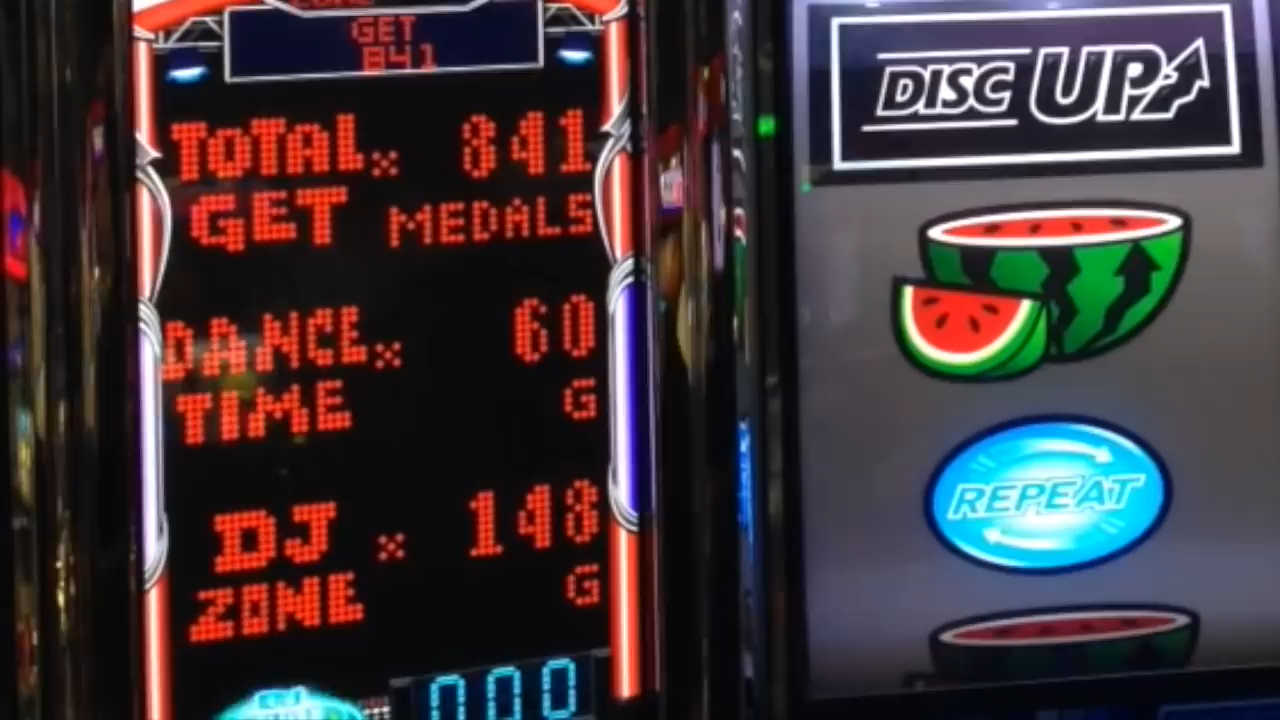 GET
841
TOTAL× 841
GET MEDALS
DANCE× 60
TIME G
DJ × 148
ZONE G
000
DISC UP
REPEAT